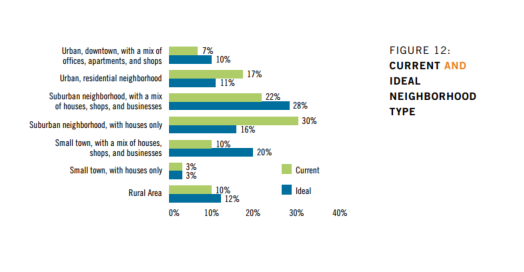 Urban, downtown, with a mix of
offices, apartments, and shops
7%
10%
Urban, residential neighborhood
17%
11%
Suburban neighborhood, with a mix
of houses, shops, and businesses
22%
28%
Suburban neighborhood, with houses only
30%
16%
Small town, with a mix of houses,
shops, and businesses
10%
20%
Small town, with houses only
3%
3%
Rural Area
10%
12%
Current
Ideal
0% 10% 20% 30% 40%
FIGURE 12:
CURRENT AND
IDEAL
NEIGHBORHOOD
TYPE